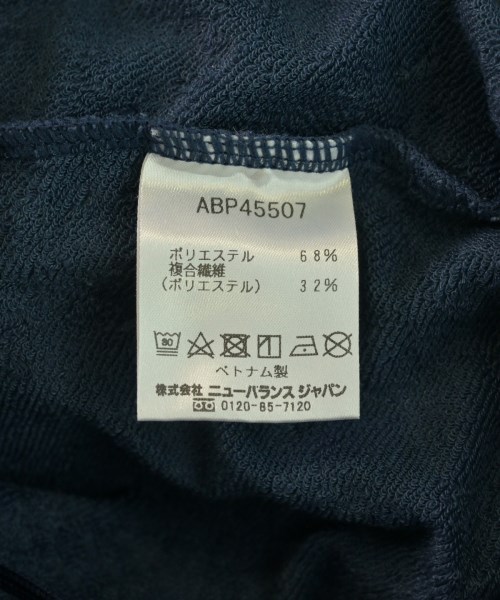 ABP45507
ポリエステル 68%
複合繊維
(ポリエステル) 32%
ベトナム製
株式会社 ニューバランス ジャパン
0120-85-7120